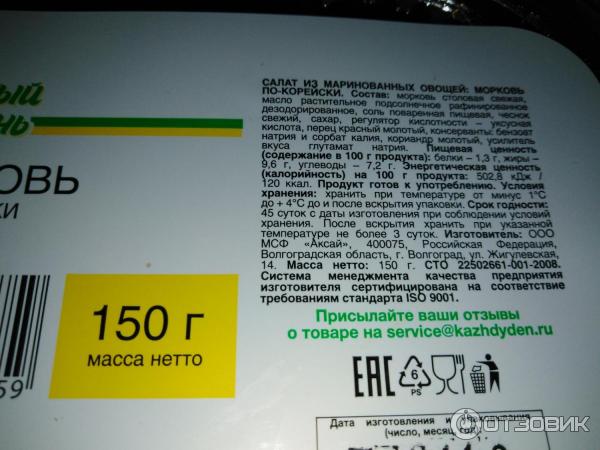 ый
нь
ОВЬ
КИ
150 г
масса нетто
59
САЛАТ ИЗ МАРИНОВАННЫХ ОВОЩЕЙ: МОРКОВЬ
ПО-КОРЕЙСКИ. Состав: морковь столовая свежая,
масло растительное подсолнечное рафинированное
дезодорированное, соль поваренная пищевая, чеснок
свежий, сахар, регулятор кислотности – уксусная
кислота, перец красный молотый, консерванты: бензоат
натрия и сорбат калия, кориандр молотый, усилитель
вкуса глутамат натрия. Пищевая ценность
(содержание в 100 г продукта): белки – 1,3 г, жиры –
9,6 г, углеводы – 7,2 г. Энергетическая ценность
(калорийность) на 100 г продукта: 502,8 кДж /
120 ккал. Продукт готов к употреблению. Условия
хранения: хранить при температуре от минус 1°С
до + 4°С до и после вскрытия упаковки. Срок годности:
45 суток с даты изготовления при соблюдении условий
хранения. После вскрытия хранить при указанной
температуре не более 3 суток. Изготовитель: ООО
МСФ «Аксай», 400075, Российская Федерация,
Волгоградская область, г. Волгоград, ул. Жигулевская,
14. Масса нетто: 150 г. СТО 22502661-001-2008.
Система менеджмента качества предприятия
изготовителя сертифицирована на соответствие
требованиям стандарта ISO 9001.
Присылайте ваши отзывы
о товаре на service@kazhdyden.ru
EAC
6
PS
Дата изготовления и упаковывания
(число, месяц, год):
ОТЗОВИК